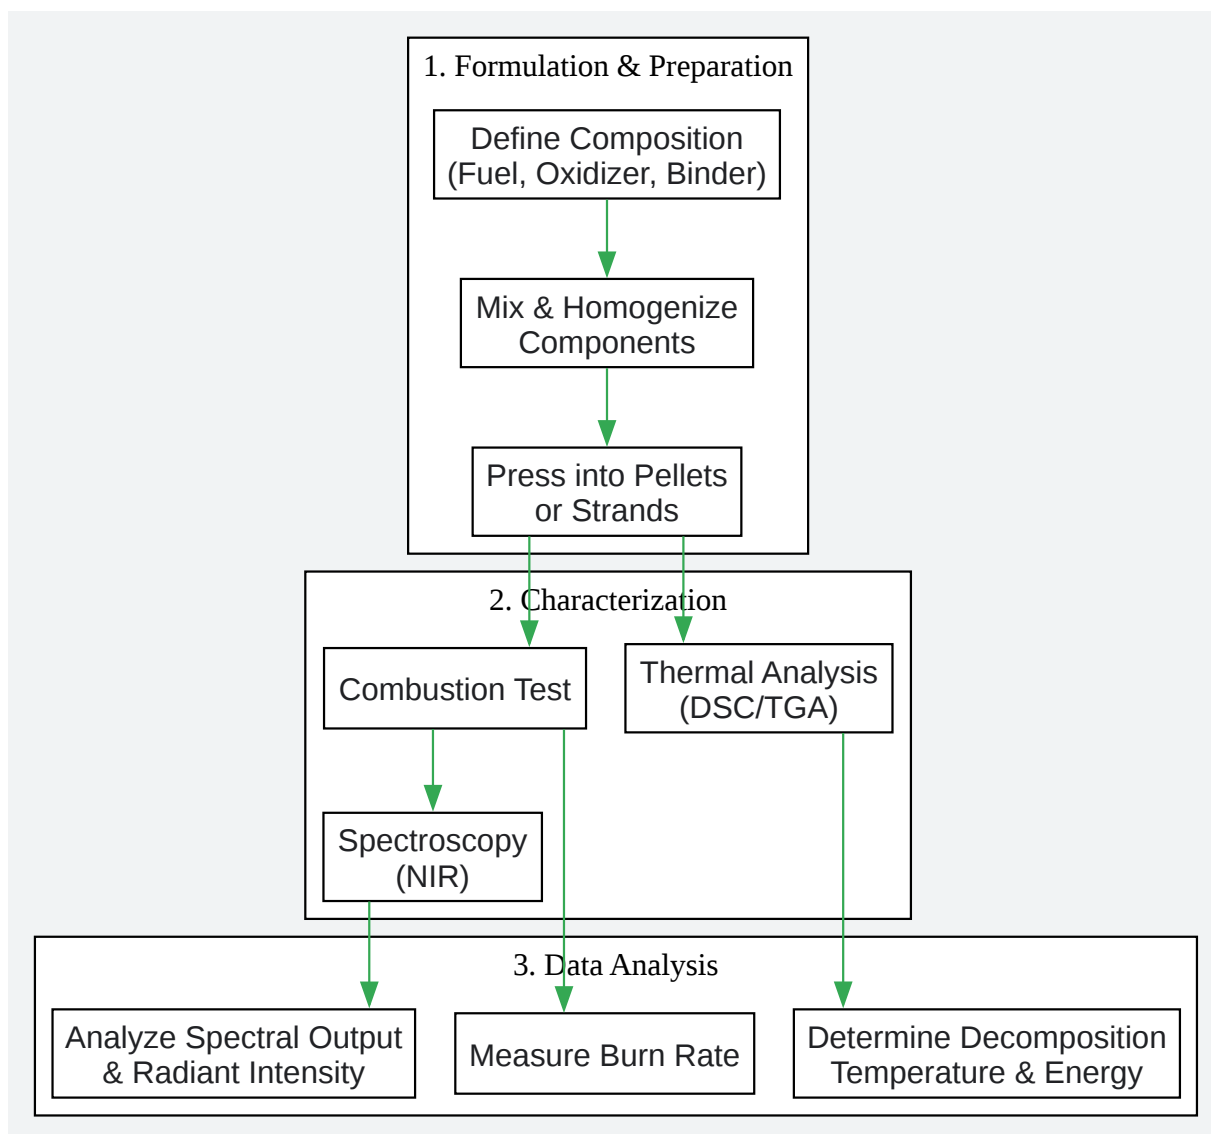 1. Formulation & Preparation
Define Composition
(Fuel, Oxidizer, Binder)
Mix & Homogenize
Components
Press into Pellets
or Strands
2. Characterization
Combustion Test
Thermal Analysis
(DSC/TGA)
Spectroscopy
(NIR)
3. Data Analysis
Analyze Spectral Output
& Radiant Intensity
Measure Burn Rate
Determine Decomposition
Temperature & Energy